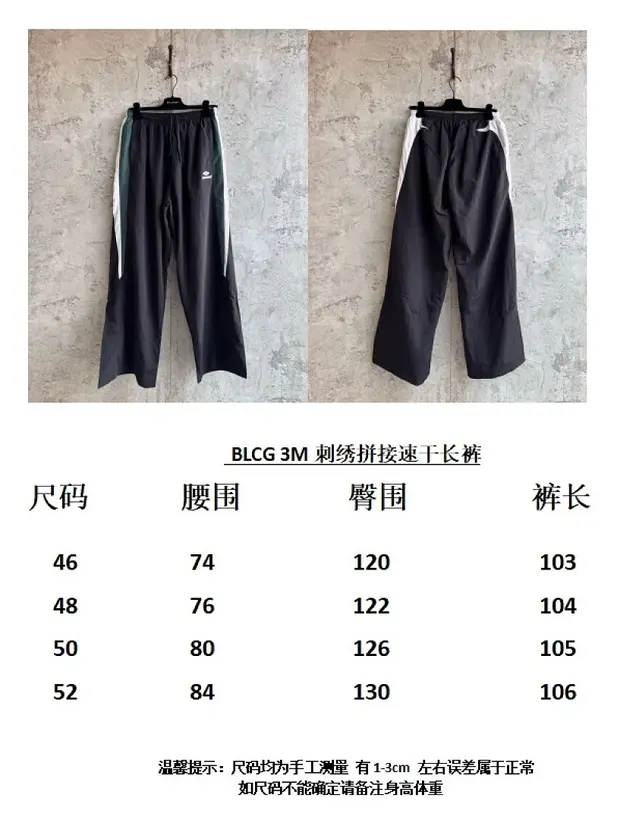 BLCG 3M 刺绣拼接速干长裤
尺码 腰围 臀围 裤长
46 74 120 103
48 76 122 104
50 80 126 105
52 84 130 106
温馨提示：尺码均为手工测量 有1-3cm 左右误差属于正常
如尺码不能确定请备注身高体重